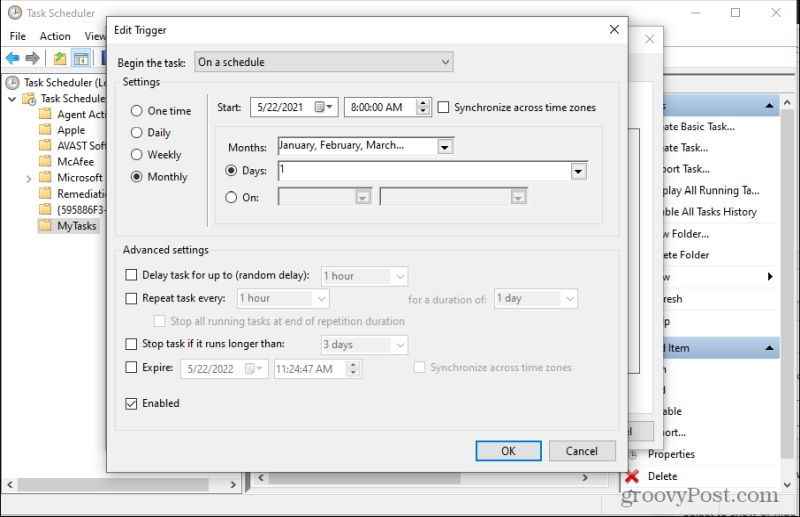 Task Scheduler
File Action
Task Scheduler (Lo
Task Scheduler
Agent Acti
Apple
AVAST Soft
McAfee
Microsoft
Remediatio
{595886F3-
MyTasks
Edit Trigger
Begin the task: On a schedule
Settings
One time
Daily
Weekly
Monthly
Start: 5/22/2021 8:00:00 AM Synchronize across time zones
Months: January, February, March...
Days: 1
On:
Advanced settings
Delay task for up to (random delay): 1 hour
Repeat task every: 1 hour for a duration of: 1 day
Stop all running tasks at end of repetition duration
Stop task if it runs longer than: 3 days
Expire: 5/22/2022 11:24:47 AM Synchronize across time zones
Enabled
OK Cancel
ate Basic Task...
ate Task...
port Task...
play All Running Ta...
ble All Tasks History
w Folder...
ete Folder
w
resh
p
d Item
able
ort...
Properties
Delete
groovyPost.com